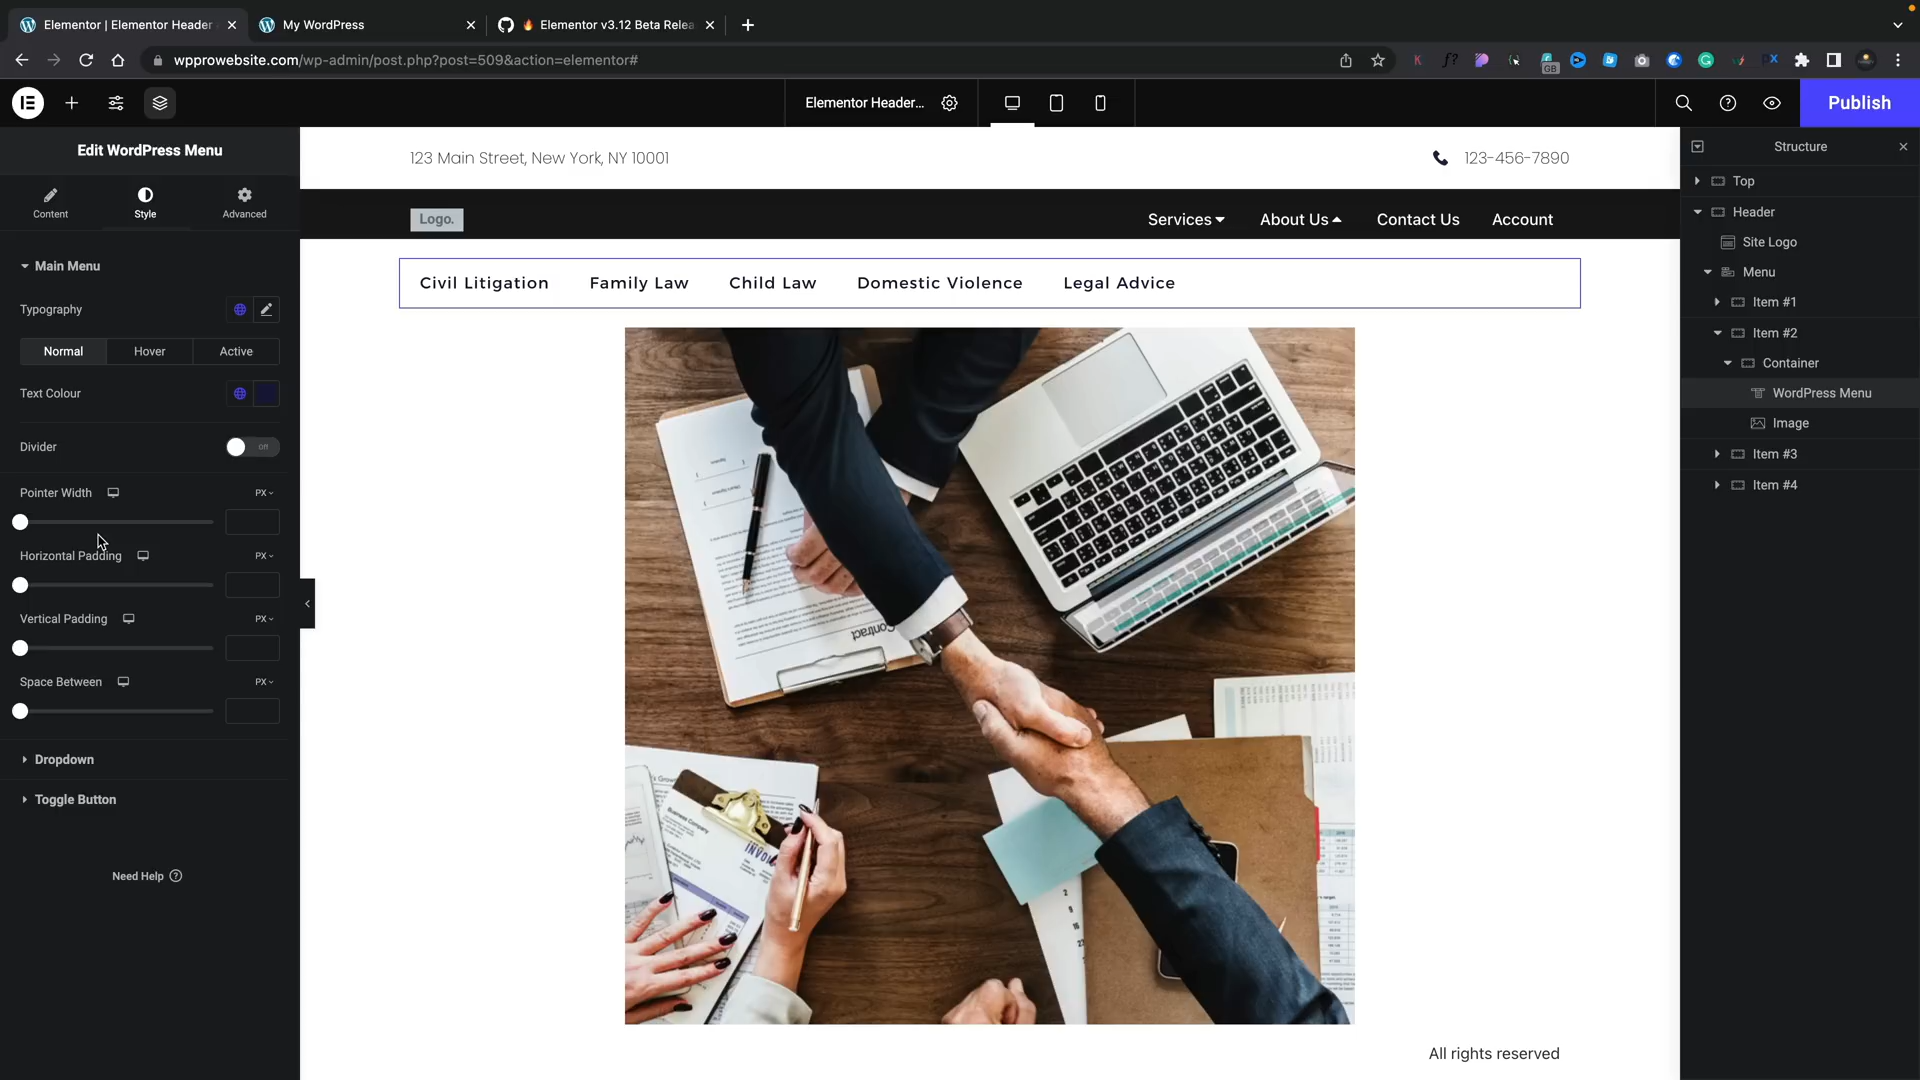 Elementor | Elementor Header
My WordPress
🔥 Elementor v3.12 Beta Relea
wpprowebsite.com/wp-admin/post.php?post=509&action=elementor#
GB
Elementor Header...
Publish
Edit WordPress Menu
Content
Style
Advanced
Main Menu
Typography
Normal
Hover
Active
Text Colour
Divider
Off
Pointer Width
PX
Horizontal Padding
PX
Vertical Padding
PX
Space Between
PX
Dropdown
Toggle Button
Need Help
123 Main Street, New York, NY 10001
123-456-7890
Logo.
Services
About Us
Contact Us
Account
Civil Litigation
Family Law
Child Law
Domestic Violence
Legal Advice
Contract
INVOI
All rights reserved
Structure
Top
Header
Site Logo
Menu
Item #1
Item #2
Container
WordPress Menu
Image
Item #3
Item #4